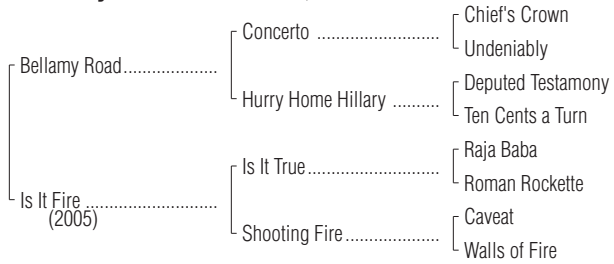 Chief's Crown
Concerto ..................
Undeniably
Bellamy Road....................
Deputed Testamony
Hurry Home Hillary ..........
Ten Cents a Turn
Raja Baba
Is It True.........................
Roman Rockette
Is It Fire ............................
(2005)
Caveat
Shooting Fire...................
Walls of Fire